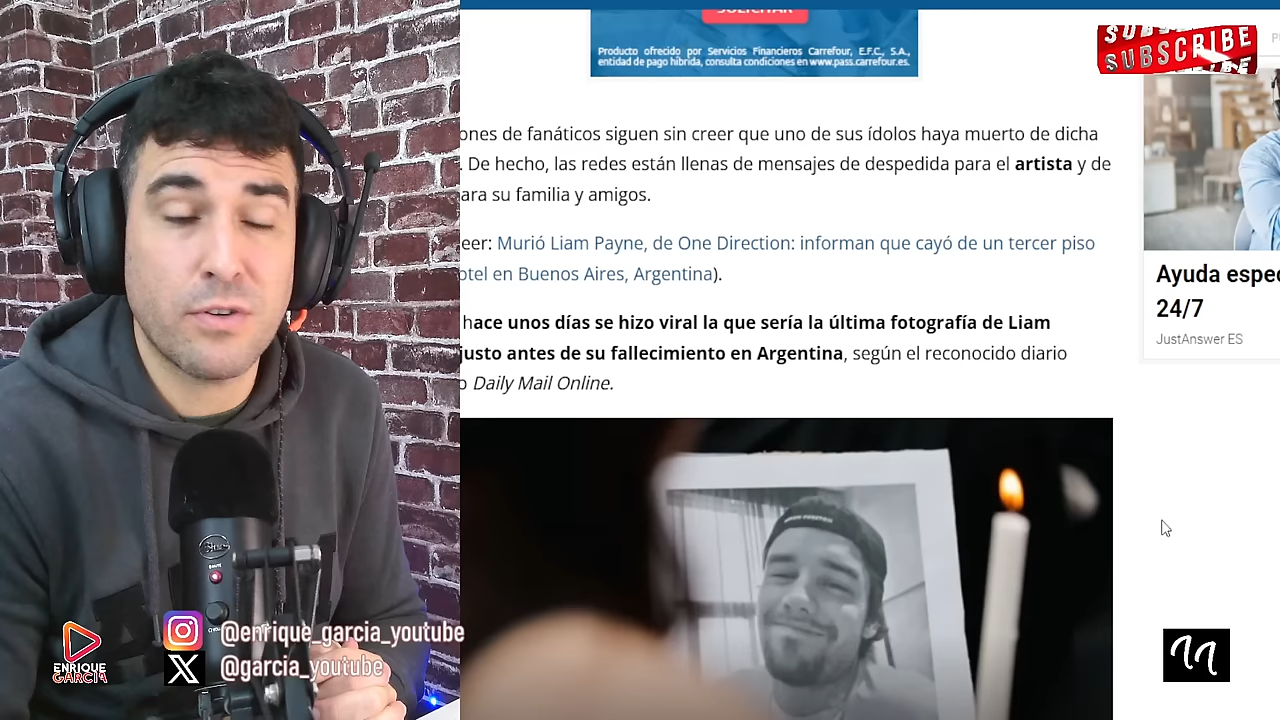 SOLICITAR
Producto ofrecido por Servicios Financieros Carrefour, E.F.C., S.A.,
entidad de pago híbrida, consulta condiciones en www.pass.carrefour.es.
SUBSCRIBE
ones de fanáticos siguen sin creer que uno de sus ídolos haya muerto de dicha
. De hecho, las redes están llenas de mensajes de despedida para el artista y de
ara su familia y amigos.
eer: Murió Liam Payne, de One Direction: informan que cayó de un tercer piso
otel en Buenos Aires, Argentina).
hace unos días se hizo viral la que sería la última fotografía de Liam
justo antes de su fallecimiento en Argentina, según el reconocido diario
o Daily Mail Online.
Ayuda espec
24/7
JustAnswer ES
@enrique_garcia_youtube
@garcia_youtube
ENRIQUE
GARCIA